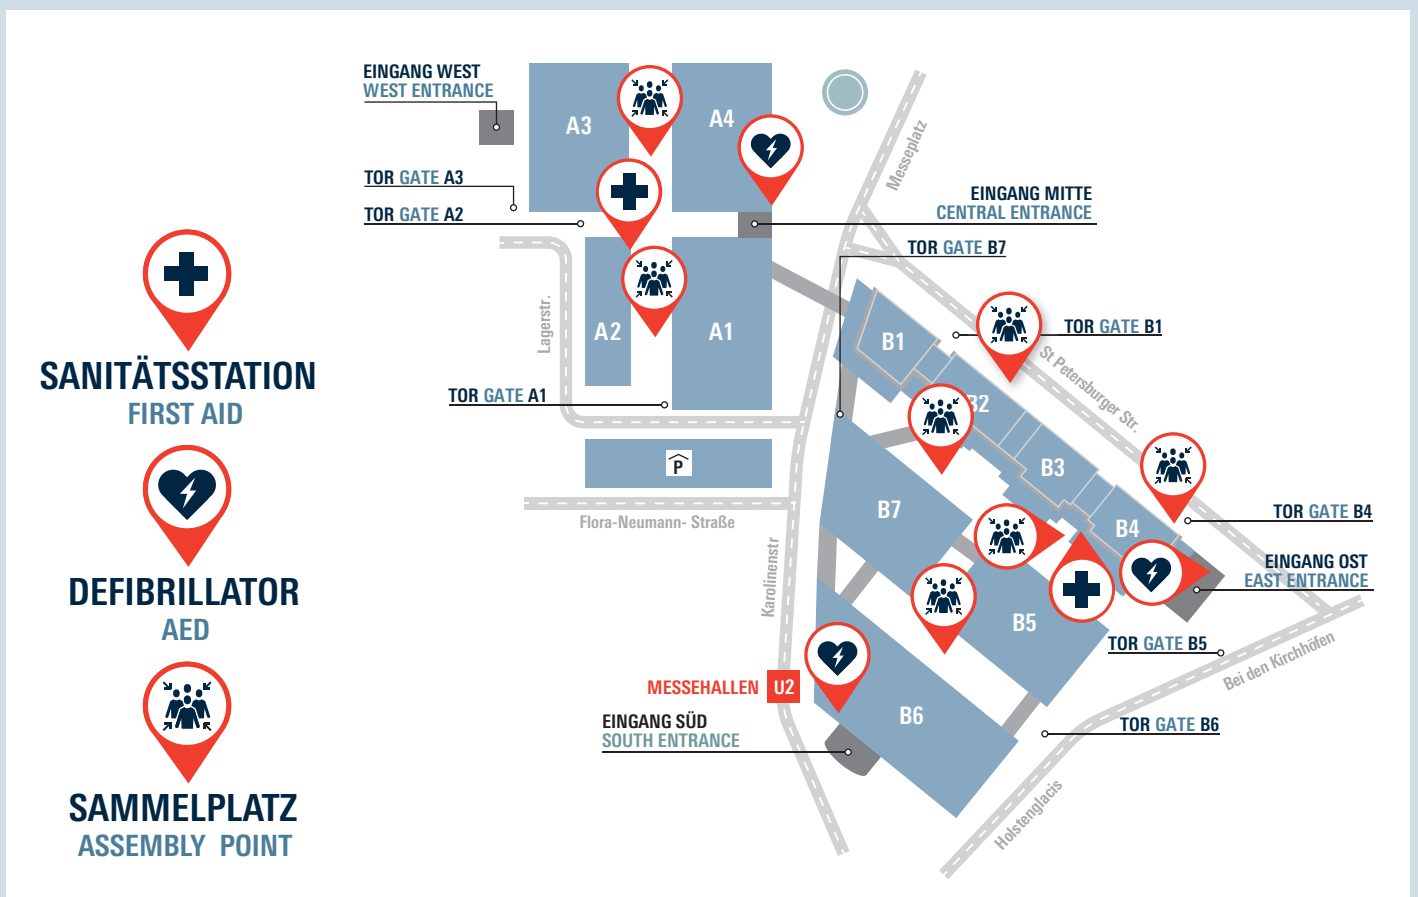 EINGANG WEST
WEST ENTRANCE
A3
A4
TOR GATE A3
TOR GATE A2
Messeplatz
EINGANG MITTE
CENTRAL ENTRANCE
TOR GATE B7
Lagerstr.
A2
A1
B1
TOR GATE B1
St Petersburger Str.
SANITÄTSSTATION
FIRST AID
TOR GATE A1
B2
P
B3
Flora-Neumann- Straße
B7
B4
TOR GATE B4
Karolinenstr
EINGANG OST
EAST ENTRANCE
DEFIBRILLATOR
AED
B5
TOR GATE B5
Bei den Kirchhöfen
MESSEHALLEN U2
B6
EINGANG SÜD
SOUTH ENTRANCE
TOR GATE B6
Holstenglacis
SAMMELPLATZ
ASSEMBLY POINT